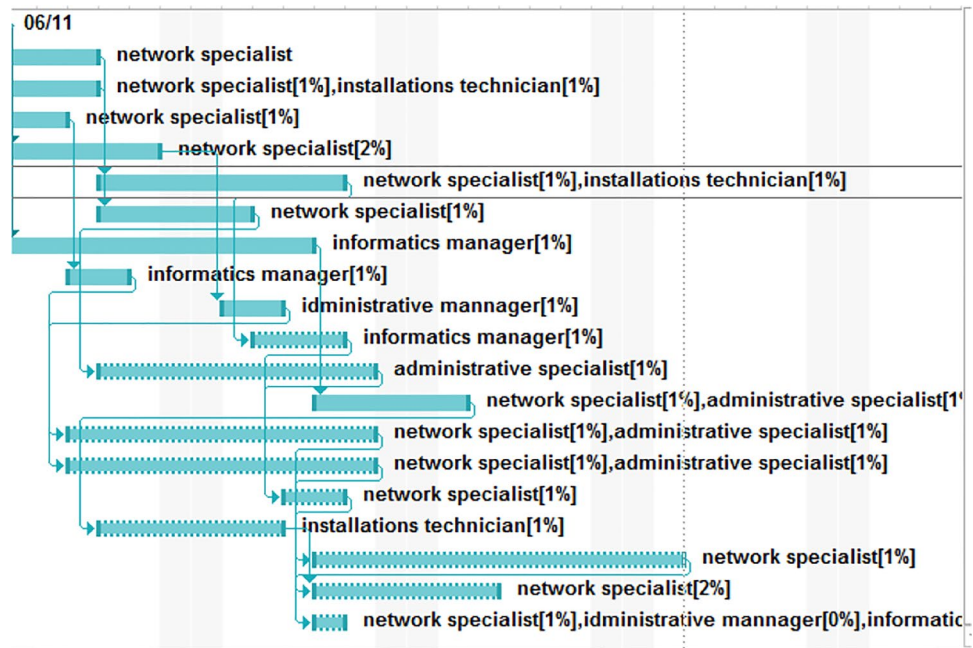 06/11
network specialist
network specialist[1%],installations technician[1%]
network specialist[1%]
network specialist[2%]
network specialist[1%],installations technician[1%]
network specialist[1%]
informatics manager[1%]
informatics manager[1%]
idministrative mannager[1%]
informatics manager[1%]
administrative specialist[1%]
network specialist[1%],administrative specialist[1
network specialist[1%],administrative specialist[1%]
network specialist[1%],administrative specialist[1%]
network specialist[1%]
installations technician[1%]
network specialist[1%]
network specialist[2%]
network specialist[1%],idministrative mannager[0%],informatic